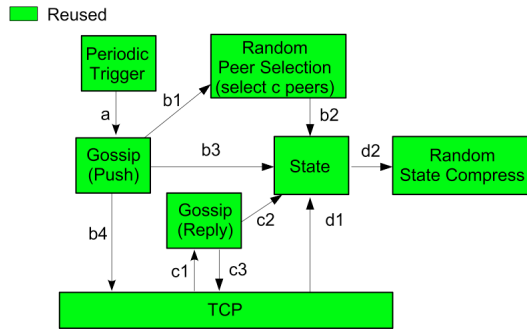 Reused
Periodic
Trigger
Random
Peer Selection
(select c peers)
a
b1
b2
Gossip
(Push)
b3
State
d2
Random
State Compress
Gossip
(Reply)
c2
d1
b4
c1
c3
TCP